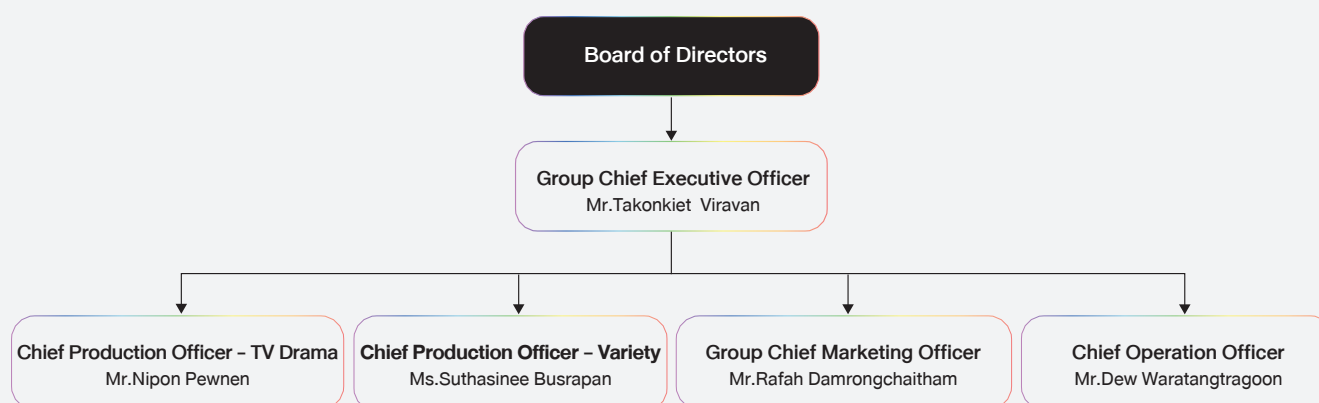 Board of Directors
Group Chief Executive Officer
Mr.Takonkiet Viravan
Chief Production Officer – TV Drama
Mr.Nipon Pewnen
Chief Production Officer – Variety
Ms.Suthasinee Busrapan
Group Chief Marketing Officer
Mr.Rafah Damrongchaitham
Chief Operation Officer
Mr.Dew Waratangtragoon